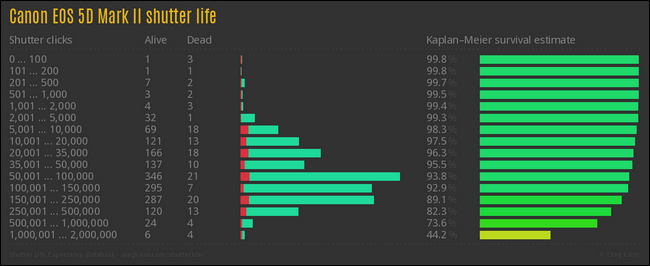 Canon EOS 5D Mark II shutter life
Shutter clicks Alive Dead Kaplan–Meier survival estimate
0 ... 100 1 3 99.8%
101 ... 200 1 1 99.8%
201 ... 500 7 2 99.7%
501 ... 1,000 3 2 99.5%
1,001 ... 2,000 4 3 99.4%
2,001 ... 5,000 32 1 99.3%
5,001 ... 10,000 69 18 98.3%
10,001 ... 20,000 121 13 97.5%
20,001 ... 35,000 166 18 96.3%
35,001 ... 50,000 137 10 95.5%
50,001 ... 100,000 346 21 93.8%
100,001 ... 150,000 295 7 92.9%
150,001 ... 250,000 287 20 89.1%
250,001 ... 500,000 120 13 82.3%
500,001 ... 1,000,000 24 4 73.6%
1,000,001 ... 2,000,000 6 4 44.2%
Shutter Life Expectancy Database